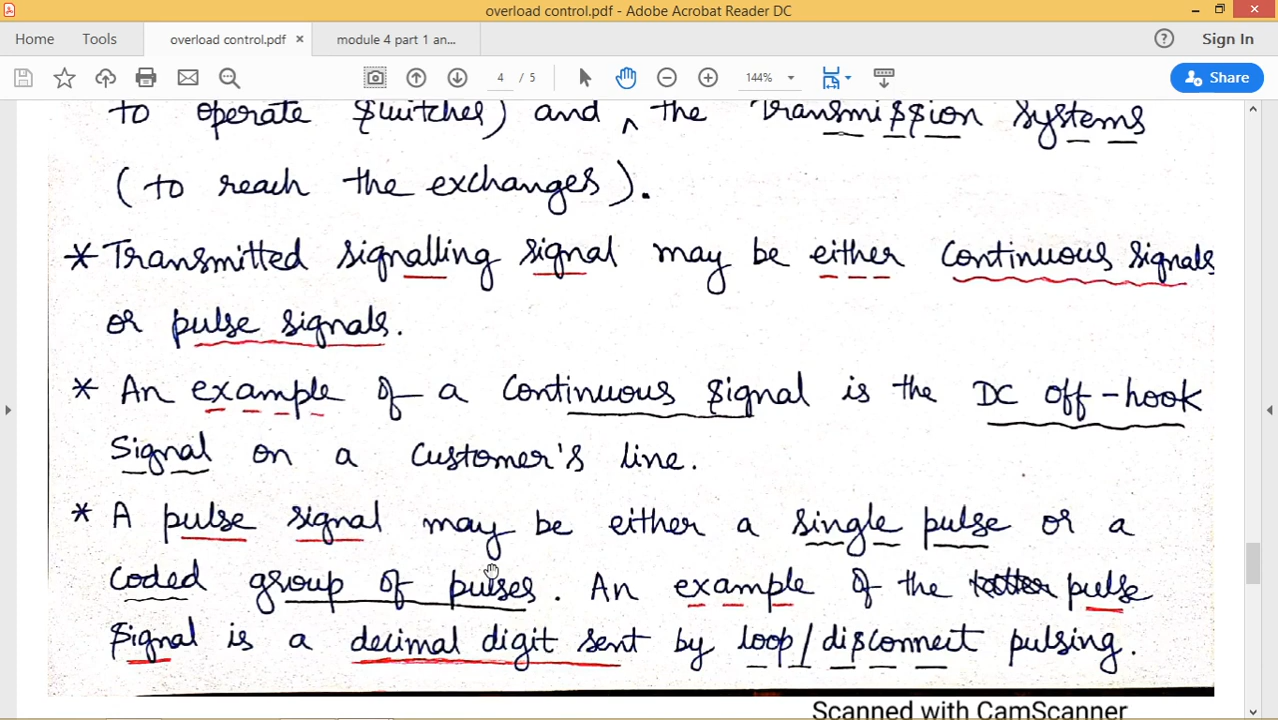 overload control.pdf - Adobe Acrobat Reader DC
Home Tools overload control.pdf × module 4 part 1 an... Sign In
4 / 5 144% Share
to operate switches) and ^ the Transmission systems
(to reach the exchanges).
* Transmitted signalling signal may be either Continuous signals
or pulse signals.
* An example of a Continuous signal is the DC off-hook
Signal on a Customer's line.
* A pulse signal may be either a single pulse or a
Coded group of pulses. An example of the pulse
signal is a decimal digit sent by loop/disconnect pulsing.
Scanned with CamScanner